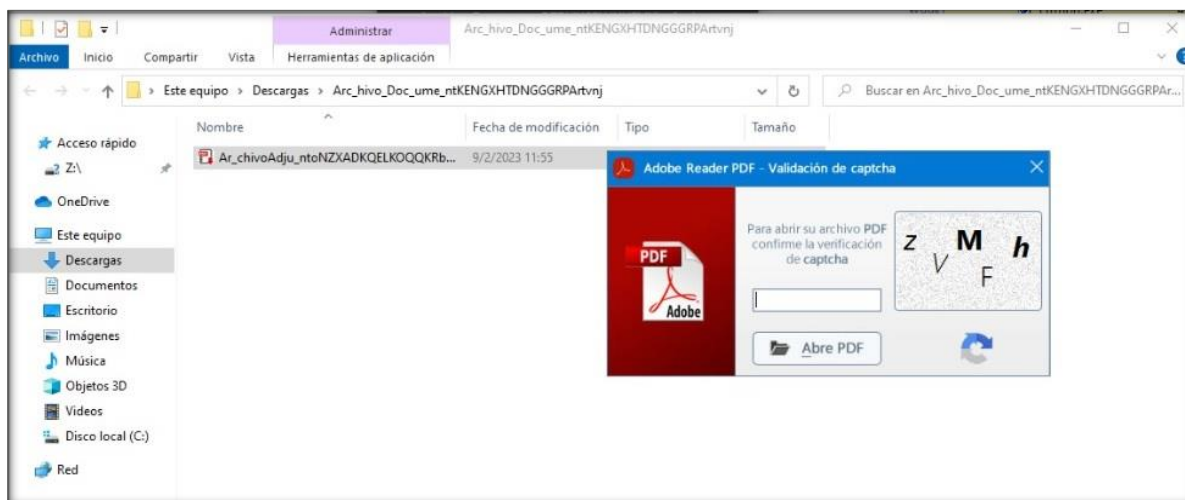 Administrar
Arc_hivo_Doc_ume_ntKENGXHTDNGGGRPArtvnj
Archivo Inicio Compartir Vista Herramientas de aplicación
Este equipo > Descargas > Arc_hivo_Doc_ume_ntKENGXHTDNGGGRPArtvnj
Buscar en Arc_hivo_Doc_ume_ntKENGXHTDNGGGRPAr...
Nombre Fecha de modificación Tipo Tamaño
Ar_chivoAdju_ntoNZXADKQELKOQQKRb... 9/2/2023 11:55
Acceso rápido
Z:\
OneDrive
Este equipo
Descargas
Documentos
Escritorio
Imágenes
Música
Objetos 3D
Videos
Disco local (C:)
Red
Adobe Reader PDF - Validación de captcha
PDF
Adobe
Para abrir su archivo PDF
confirme la verificación
de captcha
z V M F h
Abre PDF